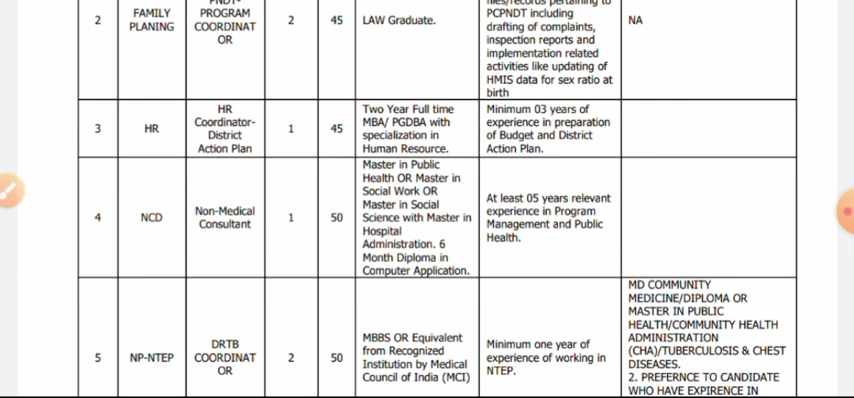 2
FAMILY
PLANING
PNDT-
PROGRAM
COORDINAT
OR
2
45
LAW Graduate.
files/records pertaining to
PCPNDT including
drafting of complaints,
inspection reports and
implementation related
activities like updating of
HMIS data for sex ratio at
birth
NA
3
HR
HR
Coordinator-
District
Action Plan
1
45
Two Year Full time
MBA/ PGDBA with
specialization in
Human Resource.
Minimum 03 years of
experience in preparation
of Budget and District
Action Plan.
4
NCD
Non-Medical
Consultant
1
50
Master in Public
Health OR Master in
Social Work OR
Master in Social
Science with Master in
Hospital
Administration. 6
Month Diploma in
Computer Application.
At least 05 years relevant
experience in Program
Management and Public
Health.
5
NP-NTEP
DRTB
COORDINAT
OR
2
50
MBBS OR Equivalent
from Recognized
Institution by Medical
Council of India (MCI)
Minimum one year of
experience of working in
NTEP.
MD COMMUNITY
MEDICINE/DIPLOMA OR
MASTER IN PUBLIC
HEALTH/COMMUNITY HEALTH
ADMINISTRATION
(CHA)/TUBERCULOSIS & CHEST
DISEASES.
2. PREFERNCE TO CANDIDATE
WHO HAVE EXPIRENCE IN